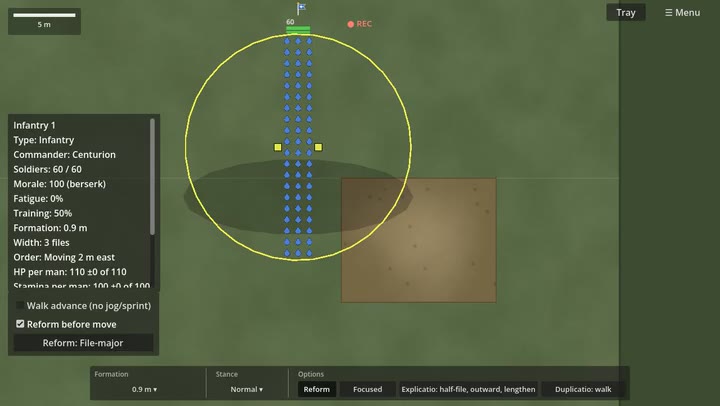 60
REC
Tray
☰ Menu
5 m
Infantry 1
Type: Infantry
Commander: Centurion
Soldiers: 60 / 60
Morale: 100 (berserk)
Fatigue: 0%
Training: 50%
Formation: 0.9 m
Width: 3 files
Order: Moving 2 m east
HP per man: 110 ±0 of 110
Stamina per man: 100 ±0 of 100
Walk advance (no jog/sprint)
Reform before move
Reform: File-major
Formation
Stance
Options
0.9 m ▾
Normal ▾
Reform
Focused
Explicatio: half-file, outward, lengthen
Duplicatio: walk